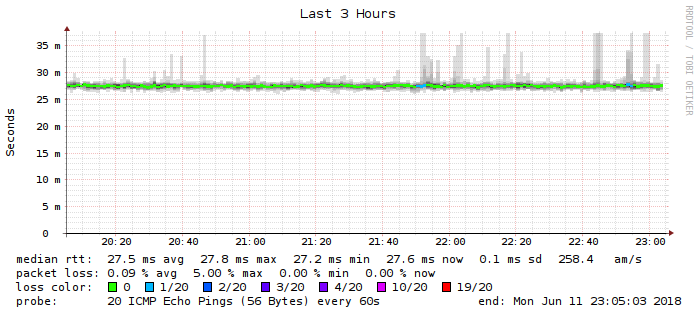 Last 3 Hours
RRDTOOL / TOBI OETIKER
Seconds
35 m
30 m
25 m
20 m
15 m
10 m
5 m
0
20:20 20:40 21:00 21:20 21:40 22:00 22:20 22:40 23:00
median rtt: 27.5 ms avg 27.8 ms max 27.2 ms min 27.6 ms now 0.1 ms sd 258.4 am/s
packet loss: 0.09 % avg 5.00 % max 0.00 % min 0.00 % now
loss color: 0 1/20 2/20 3/20 4/20 10/20 19/20
probe: 20 ICMP Echo Pings (56 Bytes) every 60s end: Mon Jun 11 23:05:03 2018